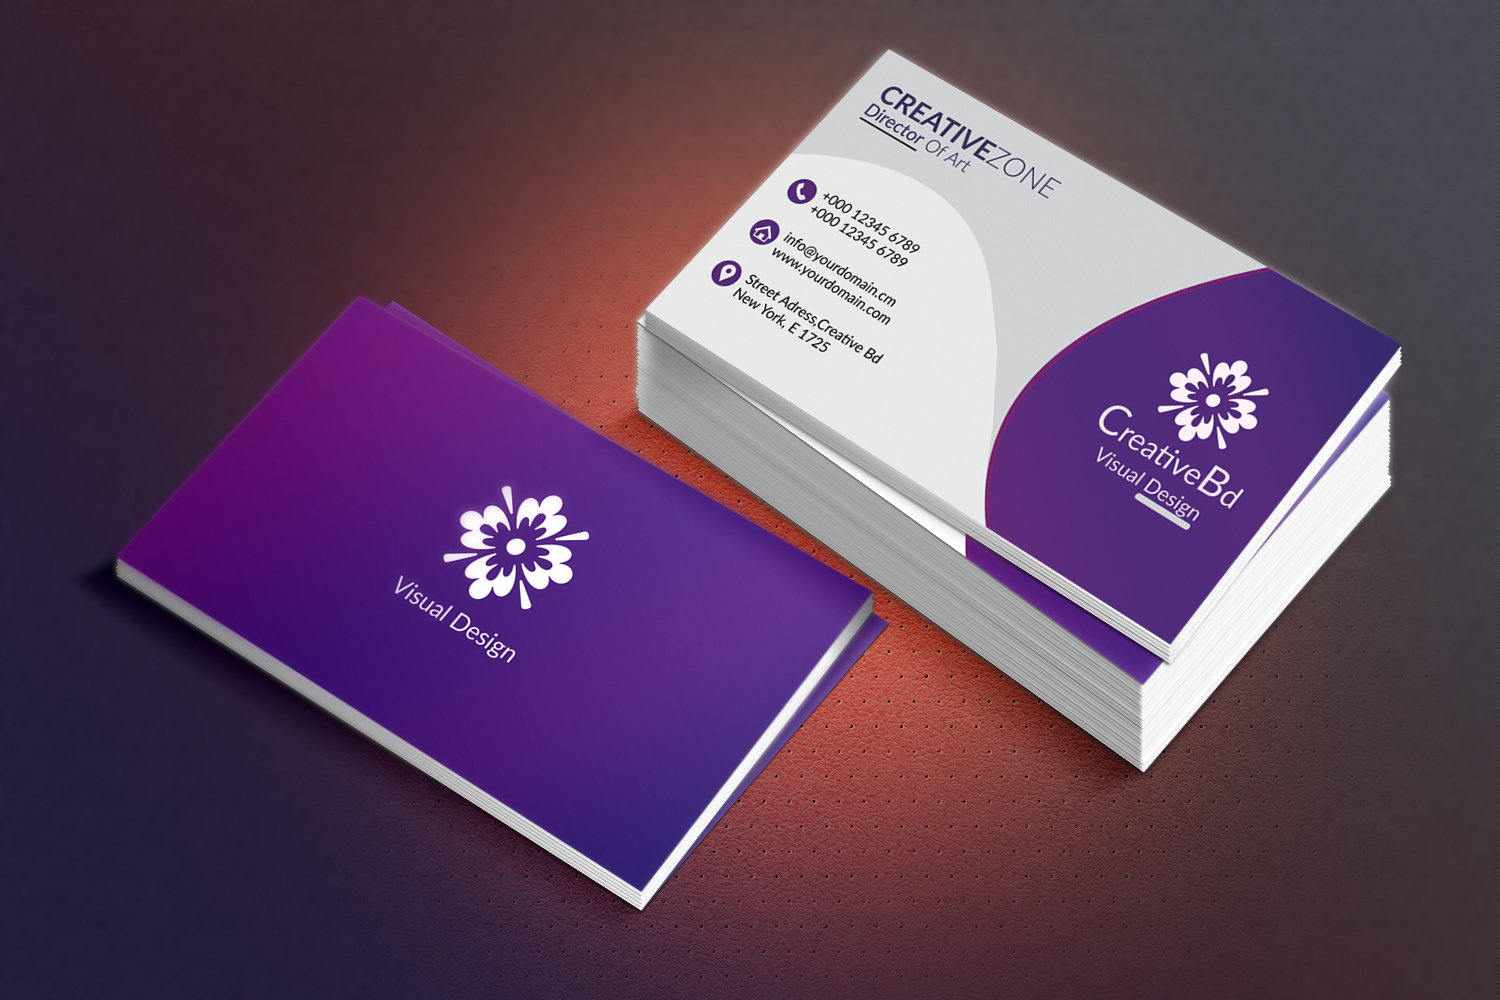 CREATIVEZONE
Director Of Art
+000 12345 6789
+000 12345 6789
info@yourdomain.cm
www.yourdomain.com
Street Adress,Creative Bd
New York, E 1725
CreativeBd
Visual Design
Visual Design